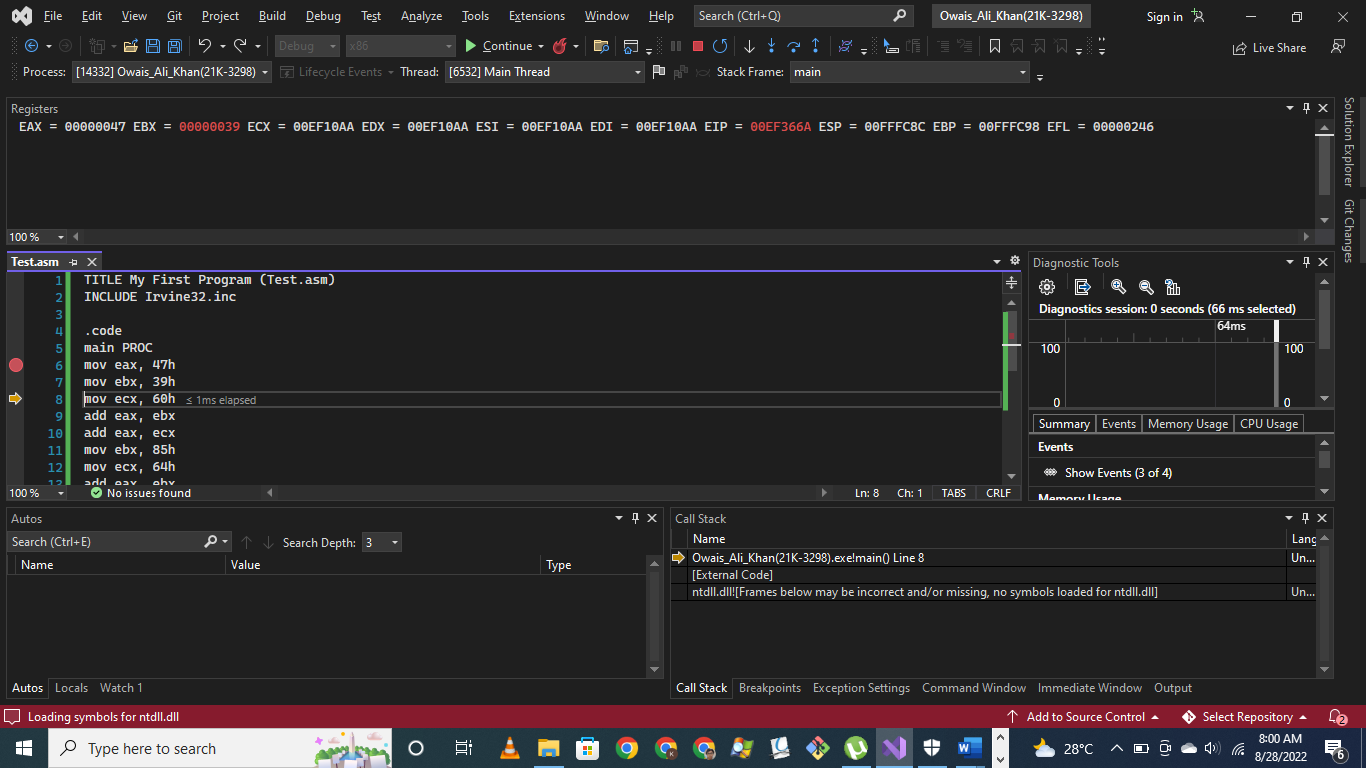 File Edit View Git Project Build Debug Test Analyze Tools Extensions Window Help Search (Ctrl+Q) Owais_Ali_Khan(21K-3298) Sign in
Debug x86 Continue Live Share
Process: [14332] Owais_Ali_Khan(21K-3298) Lifecycle Events Thread: [6532] Main Thread Stack Frame: main
Registers
EAX = 00000047 EBX = 00000039 ECX = 00EF10AA EDX = 00EF10AA ESI = 00EF10AA EDI = 00EF10AA EIP = 00EF366A ESP = 00FFFC8C EBP = 00FFFC98 EFL = 00000246
100 %
Solution Explorer
Git Changes
Test.asm
1 TITLE My First Program (Test.asm)
2 INCLUDE Irvine32.inc
3
4 .code
5 main PROC
6 mov eax, 47h
7 mov ebx, 39h
8 mov ecx, 60h ≤ 1ms elapsed
9 add eax, ebx
10 add eax, ecx
11 mov ebx, 85h
12 mov ecx, 64h
13 add eax, ebx
100 % No issues found Ln: 8 Ch: 1 TABS CRLF
Diagnostic Tools
Diagnostics session: 0 seconds (66 ms selected)
64ms
100 100
0 0
Summary Events Memory Usage CPU Usage
Events
Show Events (3 of 4)
Memory Usage
Autos
Search (Ctrl+E) Search Depth: 3
Name Value Type
Autos Locals Watch 1
Call Stack
Name Lang
Owais_Ali_Khan(21K-3298).exe!main() Line 8 Un...
[External Code]
ntdll.dll![Frames below may be incorrect and/or missing, no symbols loaded for ntdll.dll] Un...
Call Stack Breakpoints Exception Settings Command Window Immediate Window Output
Loading symbols for ntdll.dll Add to Source Control Select Repository 2
Type here to search 28°C 8:00 AM
8/28/2022 6